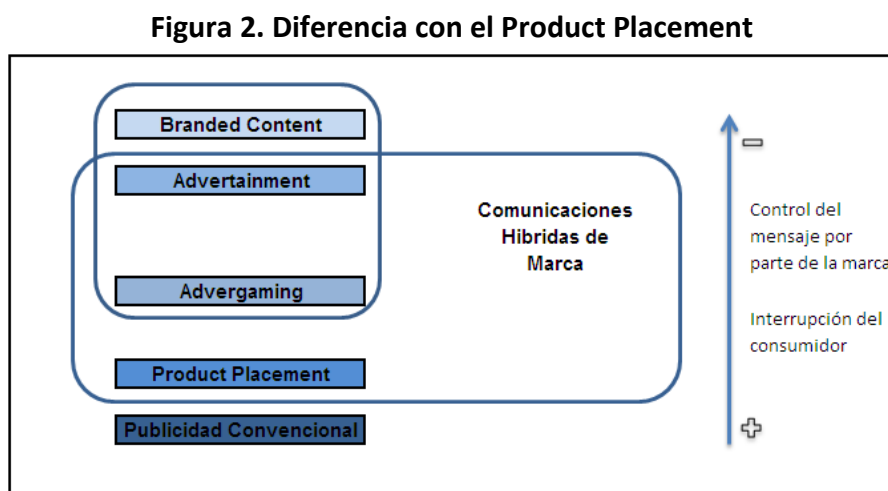 Figura 2. Diferencia con el Product Placement
Branded Content
Advertainment
Comunicaciones
Hibridas de
Marca
Advergaming
Product Placement
Publicidad Convencional
Control del
mensaje por
parte de la marca
Interrupción del
consumidor